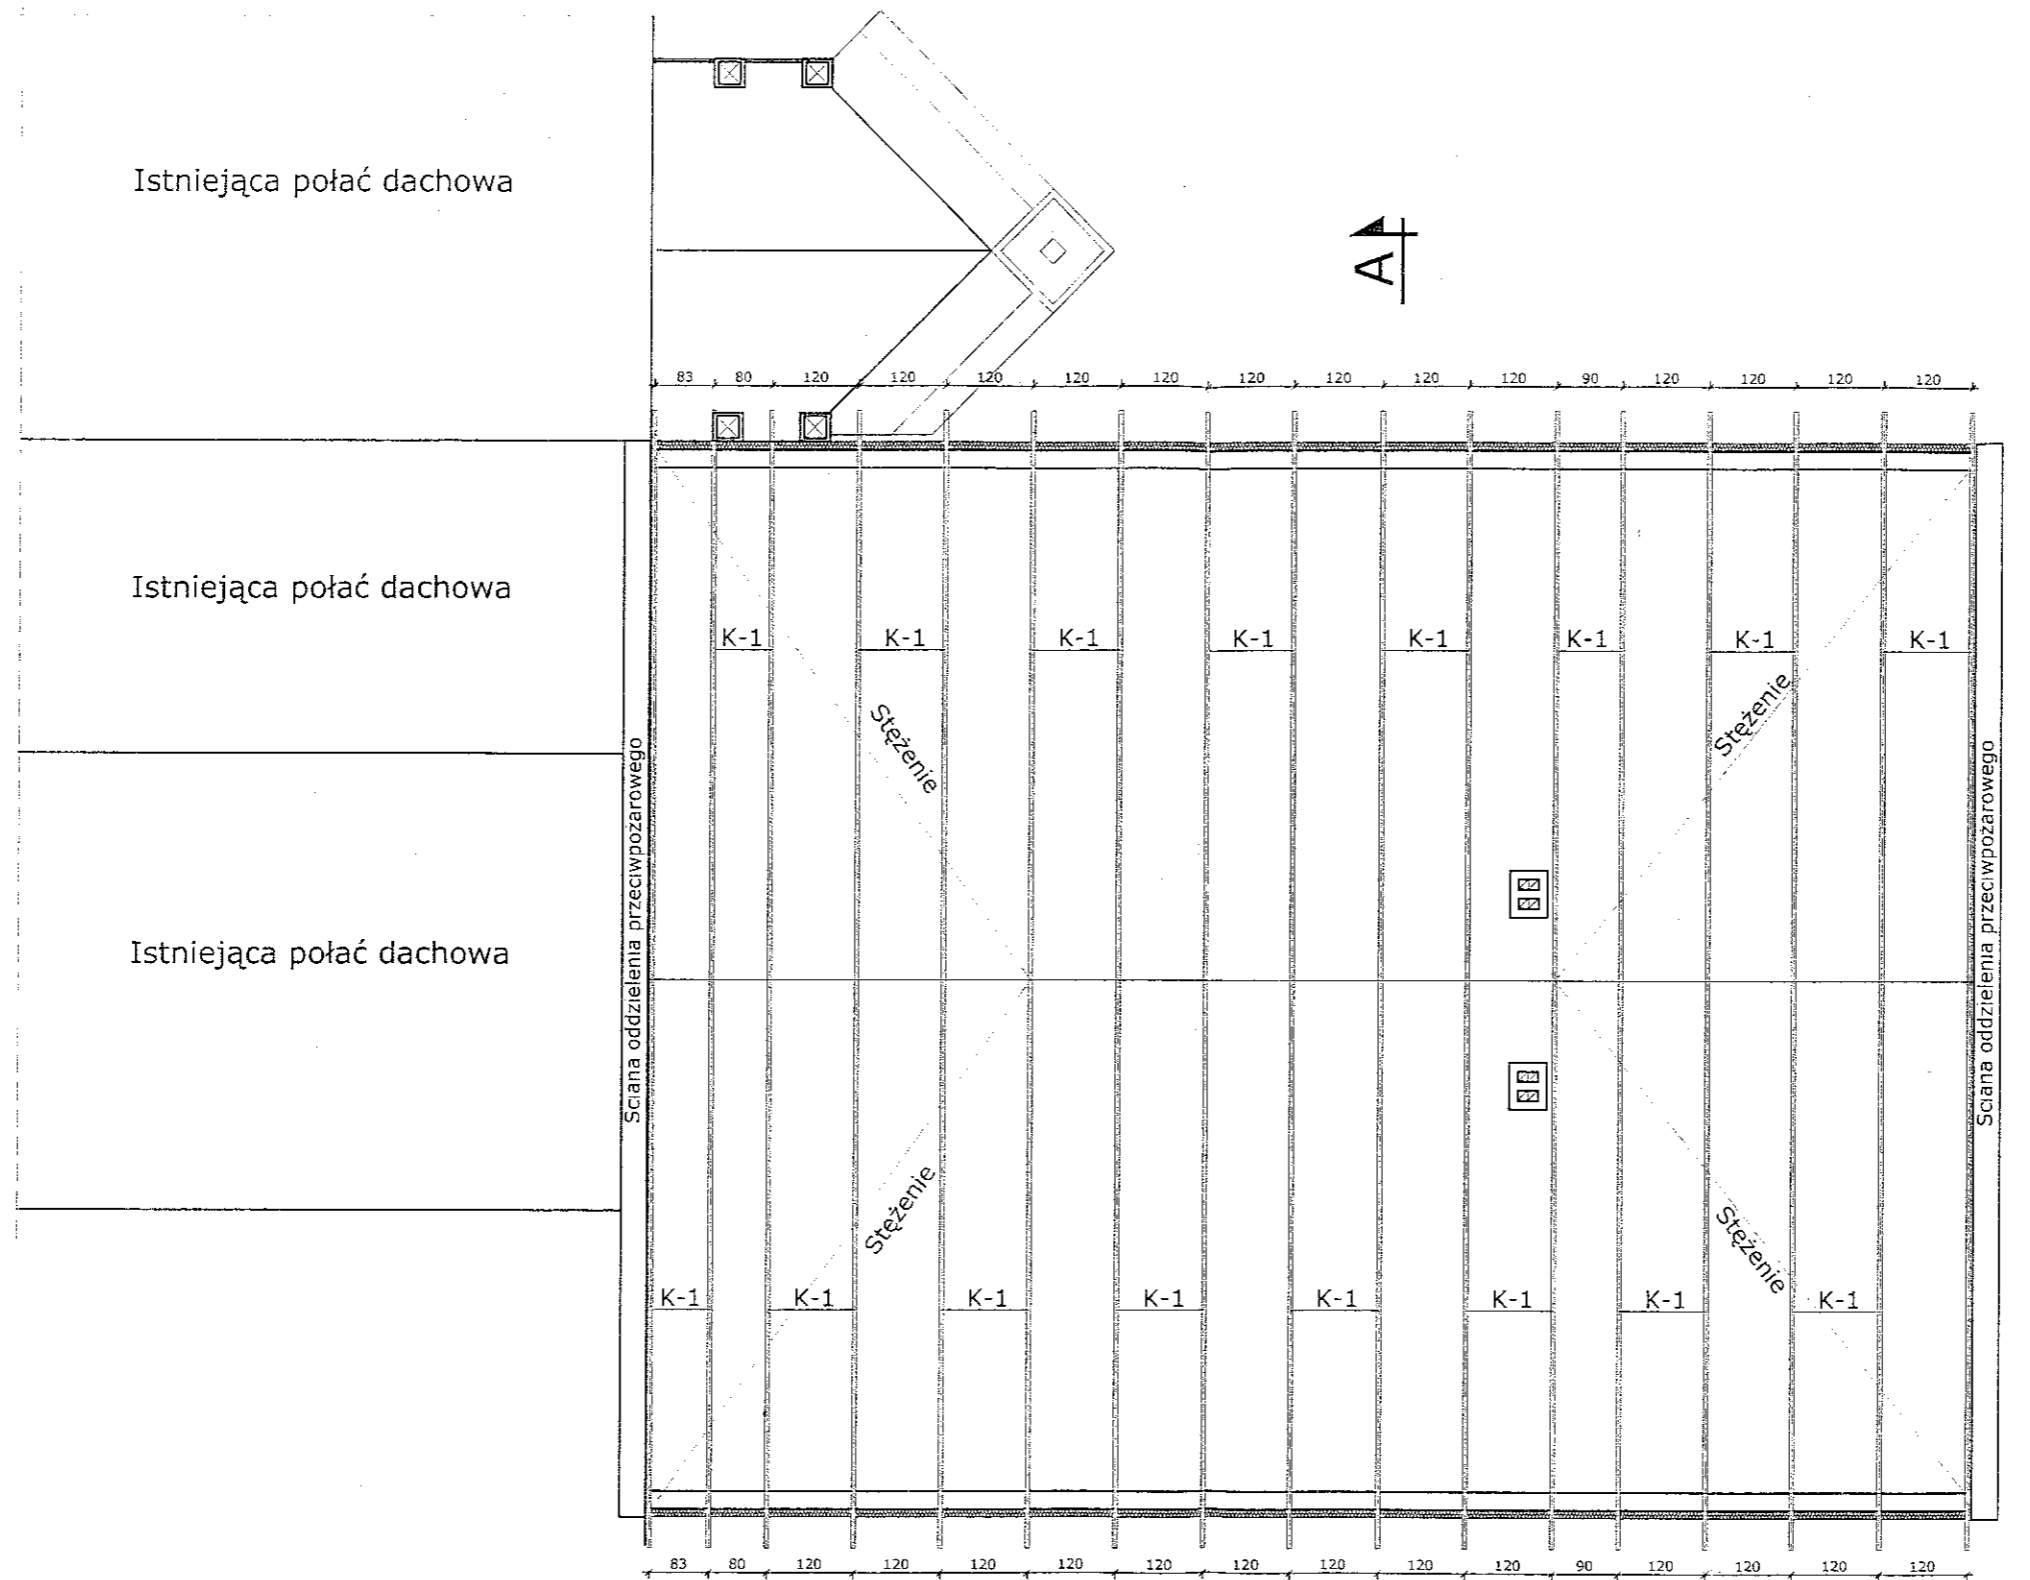 Istniejąca połać dachowa
A
83 80 120 120 120 120 120 120 120 120 120 90 120 120 120 120
Istniejąca połać dachowa
K-1 K-1 K-1 K-1 K-1 K-1 K-1 K-1
Stężenie
Stężenie
Ściana oddzielenia przeciwpożarowego
Ściana oddzielenia przeciwpożarowego
Istniejąca połać dachowa
Stężenie
Stężenie
K-1 K-1 K-1 K-1 K-1 K-1 K-1 K-1
83 80 120 120 120 120 120 120 120 120 120 90 120 120 120 120